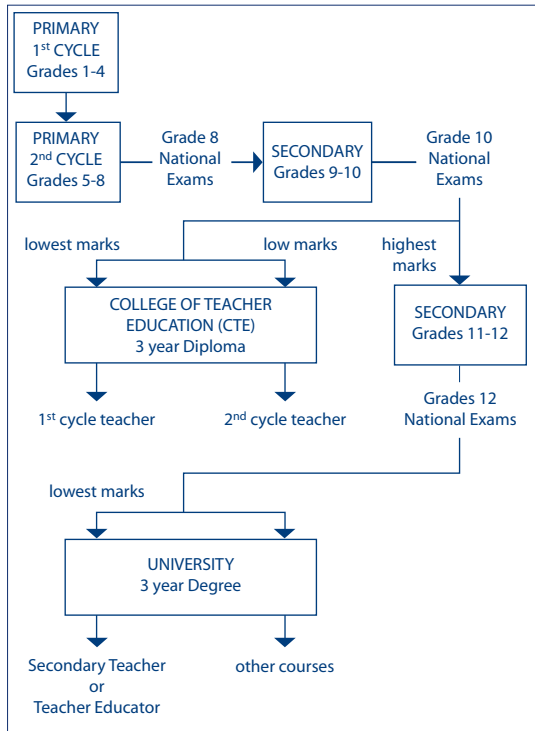 PRIMARY
1st CYCLE
Grades 1-4
PRIMARY
2nd CYCLE
Grades 5-8
Grade 8
National
Exams
SECONDARY
Grades 9-10
Grade 10
National
Exams
lowest marks
low marks
highest
marks
COLLEGE OF TEACHER
EDUCATION (CTE)
3 year Diploma
SECONDARY
Grades 11-12
1st cycle teacher
2nd cycle teacher
Grades 12
National Exams
lowest marks
UNIVERSITY
3 year Degree
Secondary Teacher
or
Teacher Educator
other courses